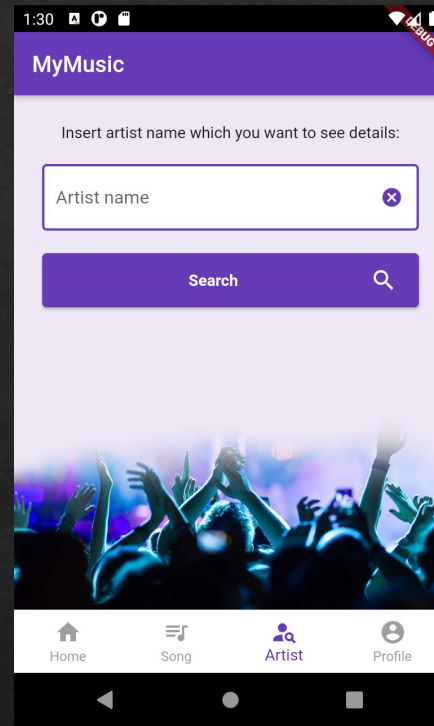 1:30
DEBUG
MyMusic
Insert artist name which you want to see details:
Artist name
Search
Home
Song
Artist
Profile